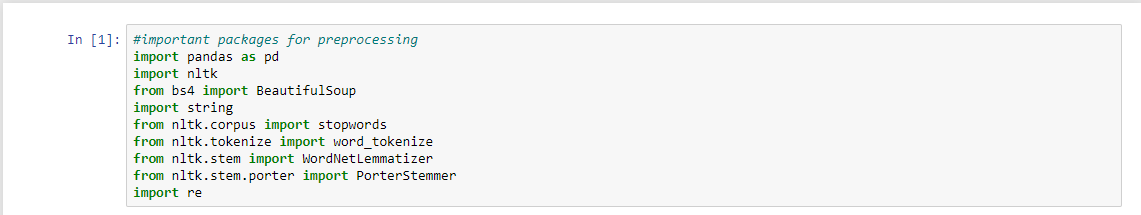 In [1]: #important packages for preprocessing
import pandas as pd
import nltk
from bs4 import BeautifulSoup
import string
from nltk.corpus import stopwords
from nltk.tokenize import word_tokenize
from nltk.stem import WordNetLemmatizer
from nltk.stem.porter import PorterStemmer
import re